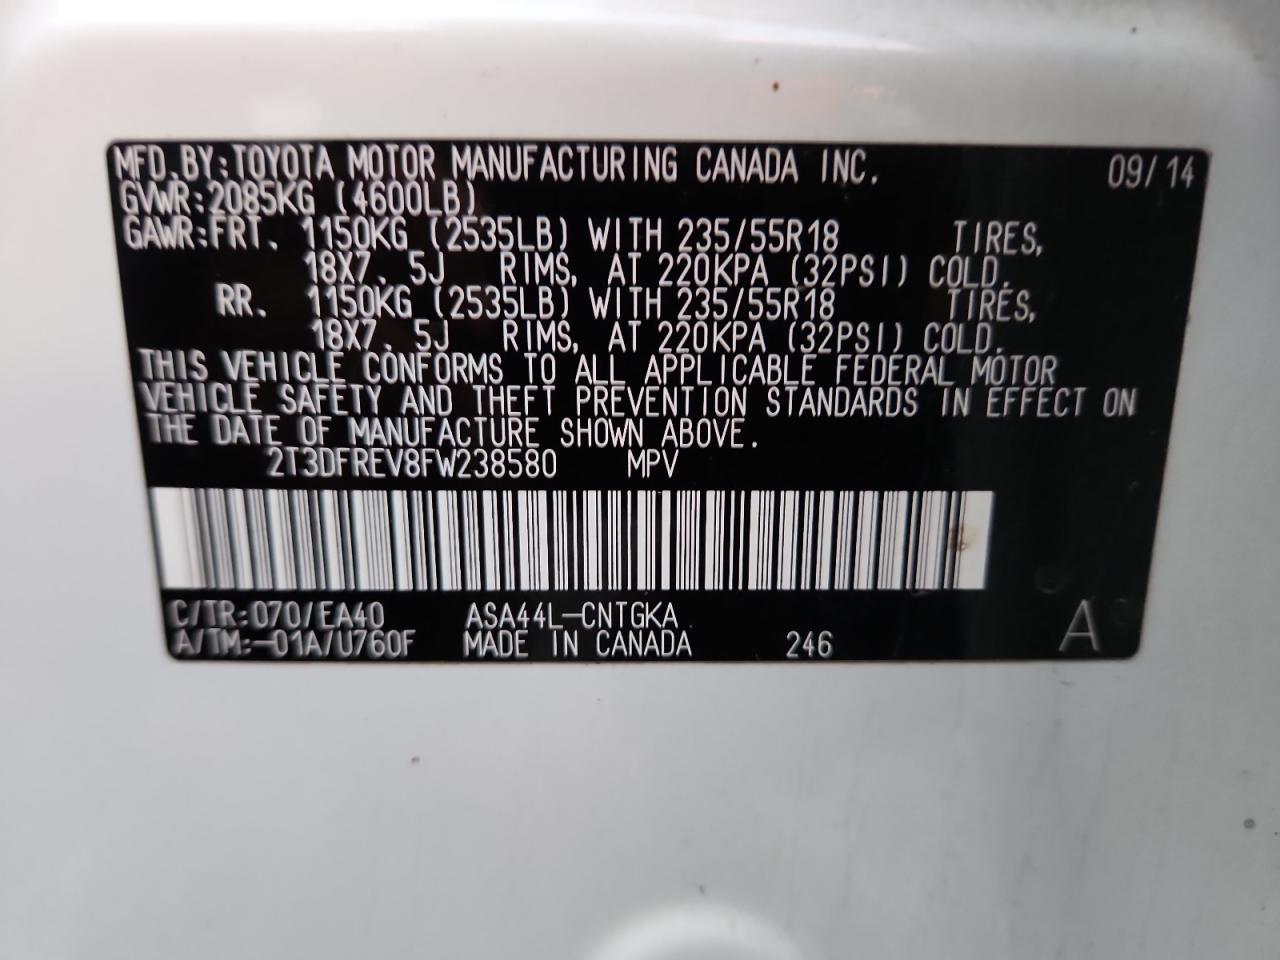 MFD.BY:TOYOTA MOTOR MANUFACTURING CANADA INC. 09/14
GVWR:2085KG (4600LB)
GAWR:FRT. 1150KG (2535LB) WITH 235/55R18 TIRES,
18X7.5J RIMS, AT 220KPA (32PSI) COLD.
RR. 1150KG (2535LB) WITH 235/55R18 TIRES,
18X7.5J RIMS, AT 220KPA (32PSI) COLD.
THIS VEHICLE CONFORMS TO ALL APPLICABLE FEDERAL MOTOR
VEHICLE SAFETY AND THEFT PREVENTION STANDARDS IN EFFECT ON
THE DATE OF MANUFACTURE SHOWN ABOVE.
2T3DFREV8FW238580 MPV
C/TR:070/EA40 ASA44L-CNTGKA
A/TM:-01A/U760F MADE IN CANADA 246 A